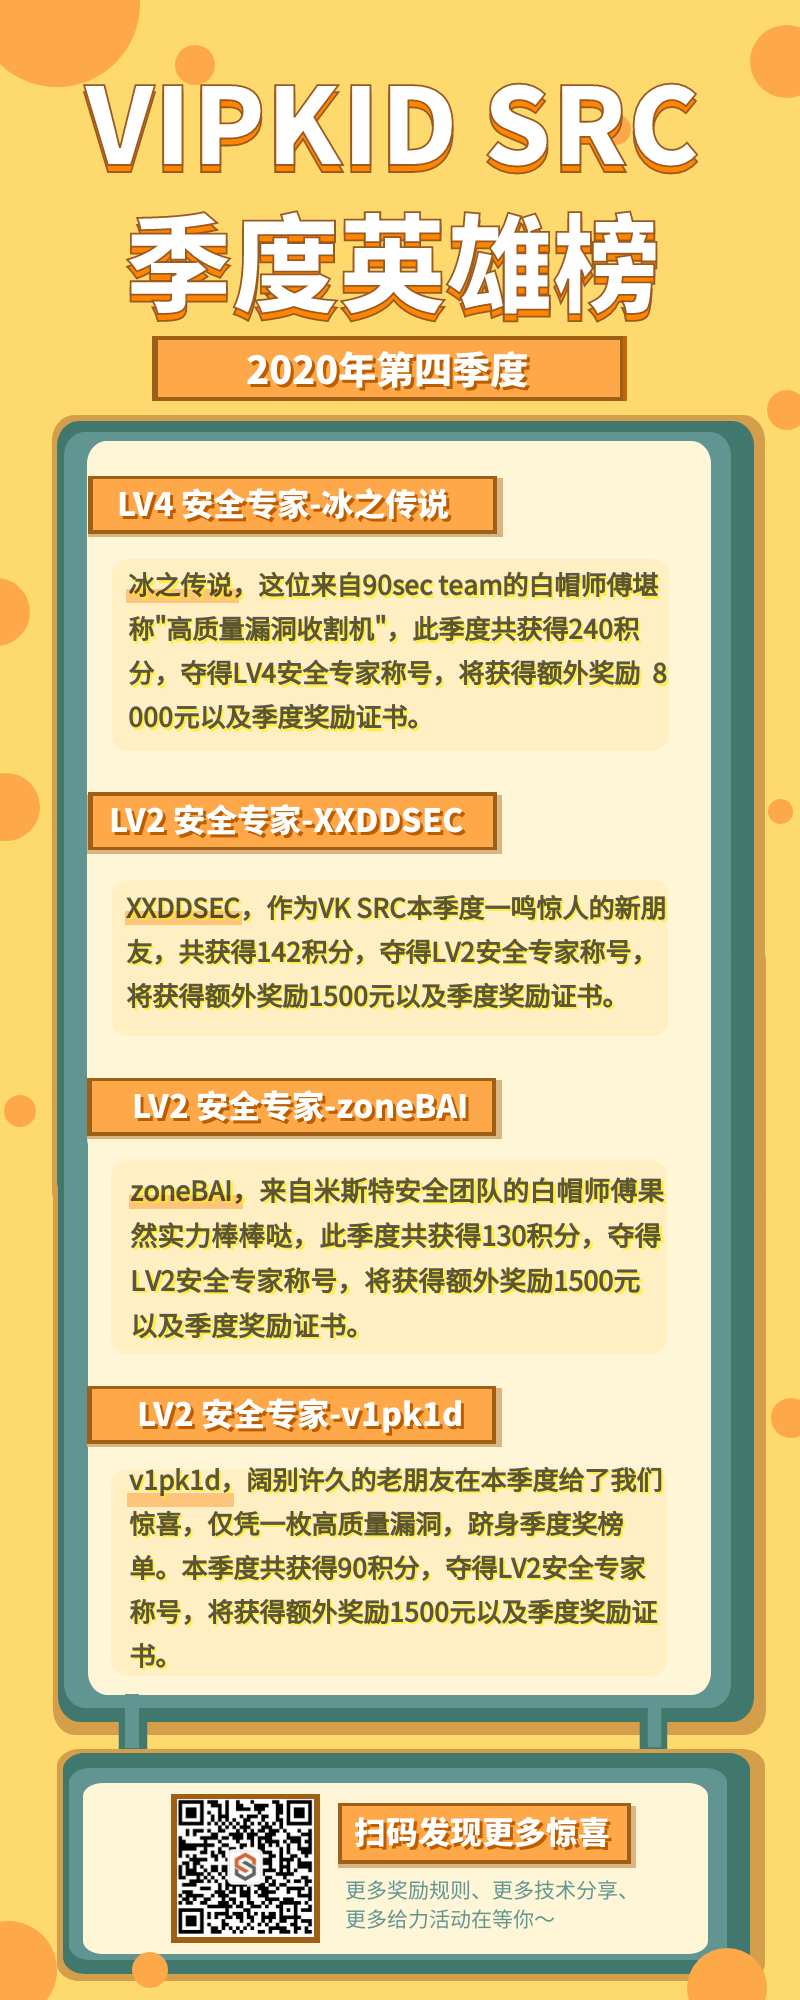 VIPKID SRC
季度英雄榜
2020年第四季度
LV4 安全专家-冰之传说
冰之传说，这位来自90sec team的白帽师傅堪
称"高质量漏洞收割机"，此季度共获得240积
分，夺得LV4安全专家称号，将获得额外奖励 8
000元以及季度奖励证书。
LV2 安全专家-XXDDSEC
XXDDSEC，作为VK SRC本季度一鸣惊人的新朋
友，共获得142积分，夺得LV2安全专家称号，
将获得额外奖励1500元以及季度奖励证书。
LV2 安全专家-zoneBAI
zoneBAI，来自米斯特安全团队的白帽师傅果
然实力棒棒哒，此季度共获得130积分，夺得
LV2安全专家称号，将获得额外奖励1500元
以及季度奖励证书。
LV2 安全专家-v1pk1d
v1pk1d，阔别许久的老朋友在本季度给了我们
惊喜，仅凭一枚高质量漏洞，跻身季度奖榜
单。本季度共获得90积分，夺得LV2安全专家
称号，将获得额外奖励1500元以及季度奖励证
书。
扫码发现更多惊喜
更多奖励规则、更多技术分享、
更多给力活动在等你～